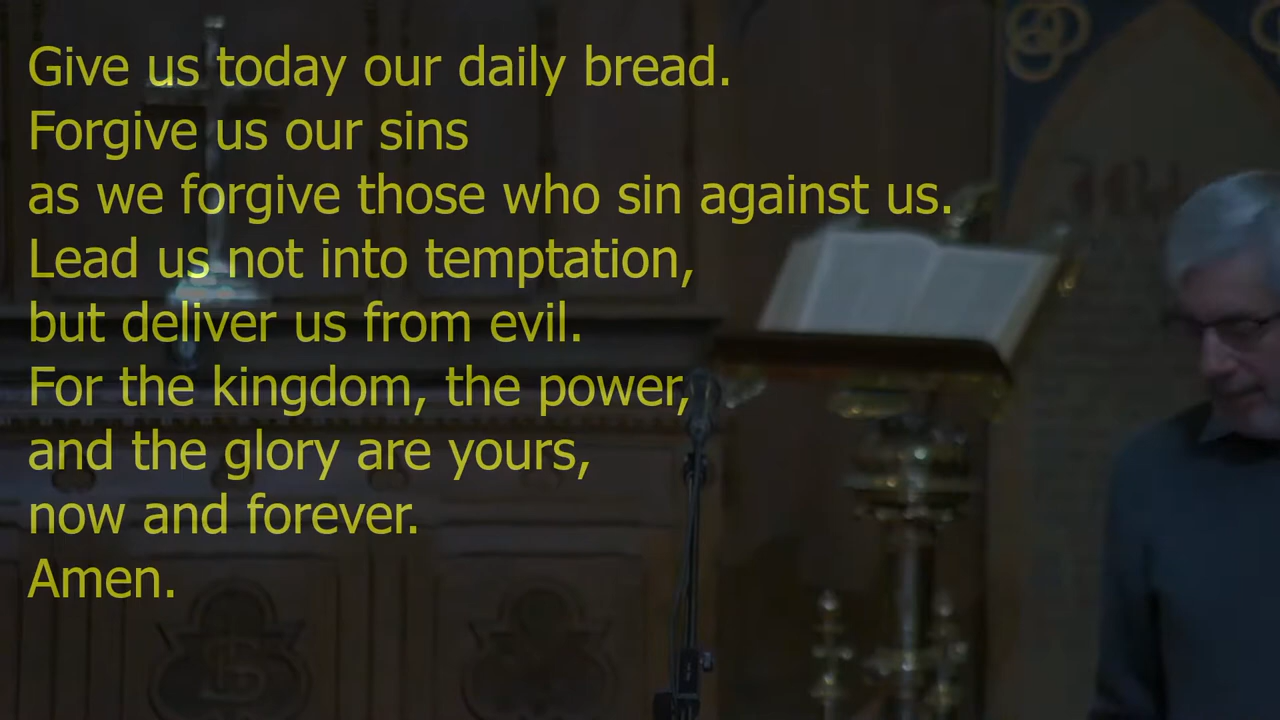 Give us today our daily bread.
Forgive us our sins
as we forgive those who sin against us.
Lead us not into temptation,
but deliver us from evil.
For the kingdom, the power,
and the glory are yours,
now and forever.
Amen.